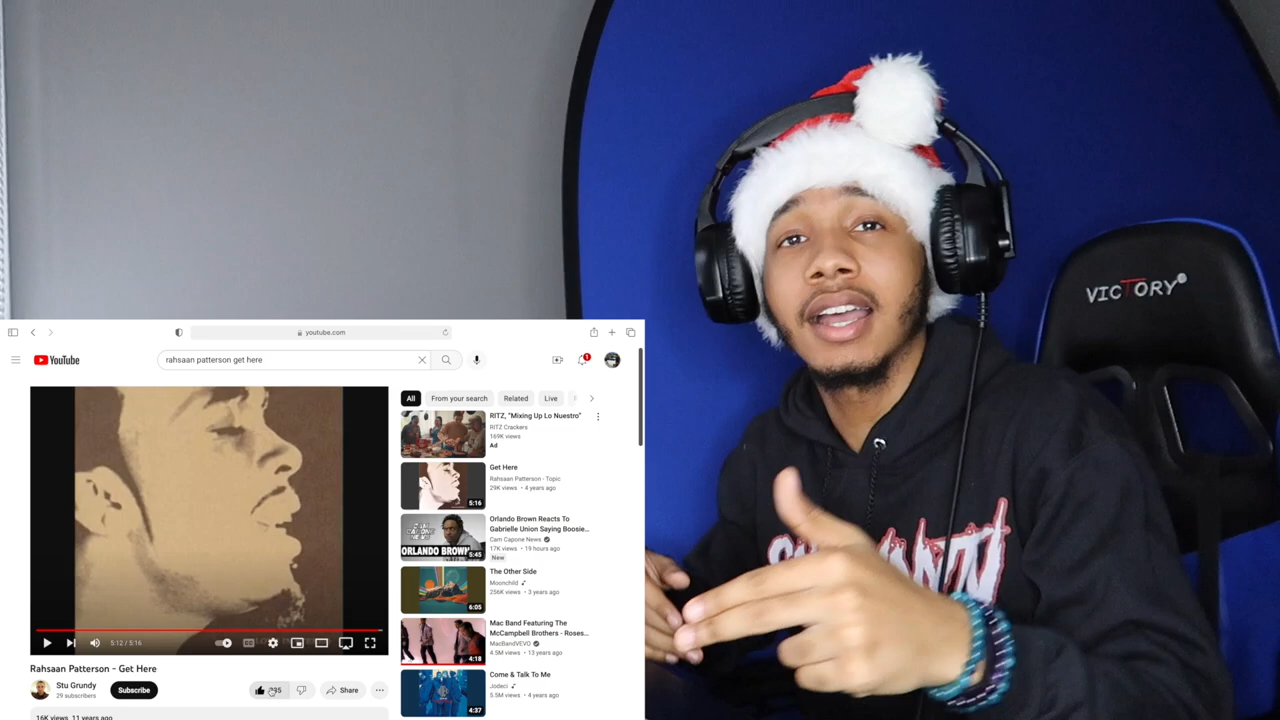 VICTORY
youtube.com
YouTube
rahsaan patterson get here
1
All
From your search
Related
Live
RITZ, "Mixing Up Lo Nuestro"
RITZ Crackers
169K views
Ad
Get Here
Rahsaan Patterson - Topic
29K views • 4 years ago
5:16
Orlando Brown Reacts To
Gabrielle Union Saying Boosie...
Cam Capone News
17K views • 19 hours ago
New
ORLANDO BROWN
5:45
The Other Side
Moonchild
256K views • 3 years ago
6:05
Mac Band Featuring The
McCampbell Brothers - Roses...
MacBandVEVO
4.5M views • 13 years ago
4:18
Come & Talk To Me
Jodeci
5.5M views • 4 years ago
4:37
5:12 / 5:16
Rahsaan Patterson - Get Here
Stu Grundy
29 subscribers
Subscribe
Share
16K views 11 years ago